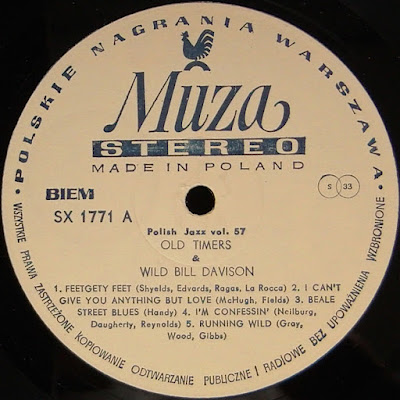 · POLSKIE NAGRANIA WARSZAWA ·
Muza
STEREO
MADE IN POLAND
BIEM
SX 1771 A
S 33
Polish Jazz vol. 57
OLD TIMERS
&
WILD BILL DAVISON
1. FEETGETY FEET (Shyelds, Edvords, Ragas, La Rocca) 2. I CAN'T
GIVE YOU ANYTHING BUT LOVE (McHugh, Fields) 3. BEALE
STREET BLUES (Handy) 4. I'M CONFESSIN' (Neilburg,
Daugherty, Reynolds) 5. RUNNING WILD (Gray,
Wood, Gibbs)
WSZYSTKIE PRAWA ZASTRZEŻONE KOPIOWANIE ODTWARZANIE PUBLICZNE I RADIOWE BEZ UPOWAŻNIENIA WZBRONIONE